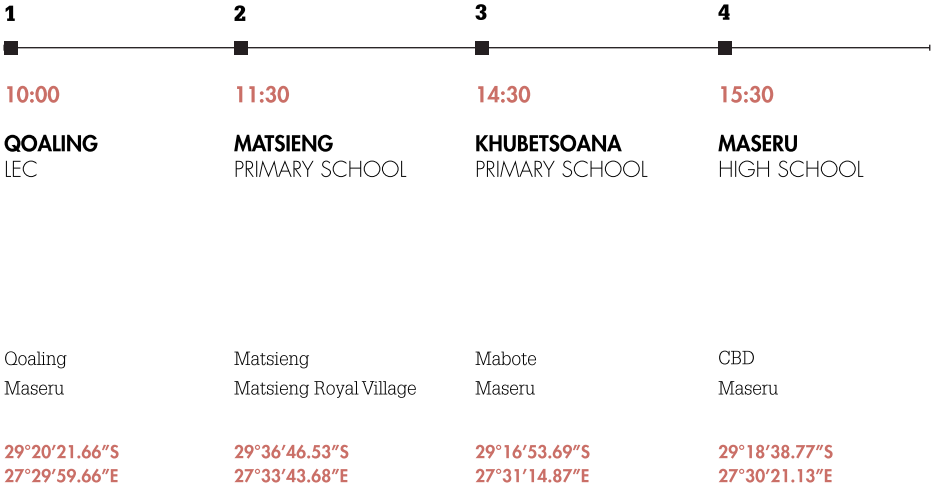 1
10:00
QOALING
LEC
Qoaling
Maseru
29°20’21.66”S
27°29’59.66”E
2
11:30
MATSIENG
PRIMARY SCHOOL
Matsieng
Matsieng Royal Village
29°36’46.53”S
27°33’43.68”E
3
14:30
KHUBETSOANA
PRIMARY SCHOOL
Mabote
Maseru
29°16’53.69”S
27°31’14.87”E
4
15:30
MASERU
HIGH SCHOOL
CBD
Maseru
29°18’38.77”S
27°30’21.13”E